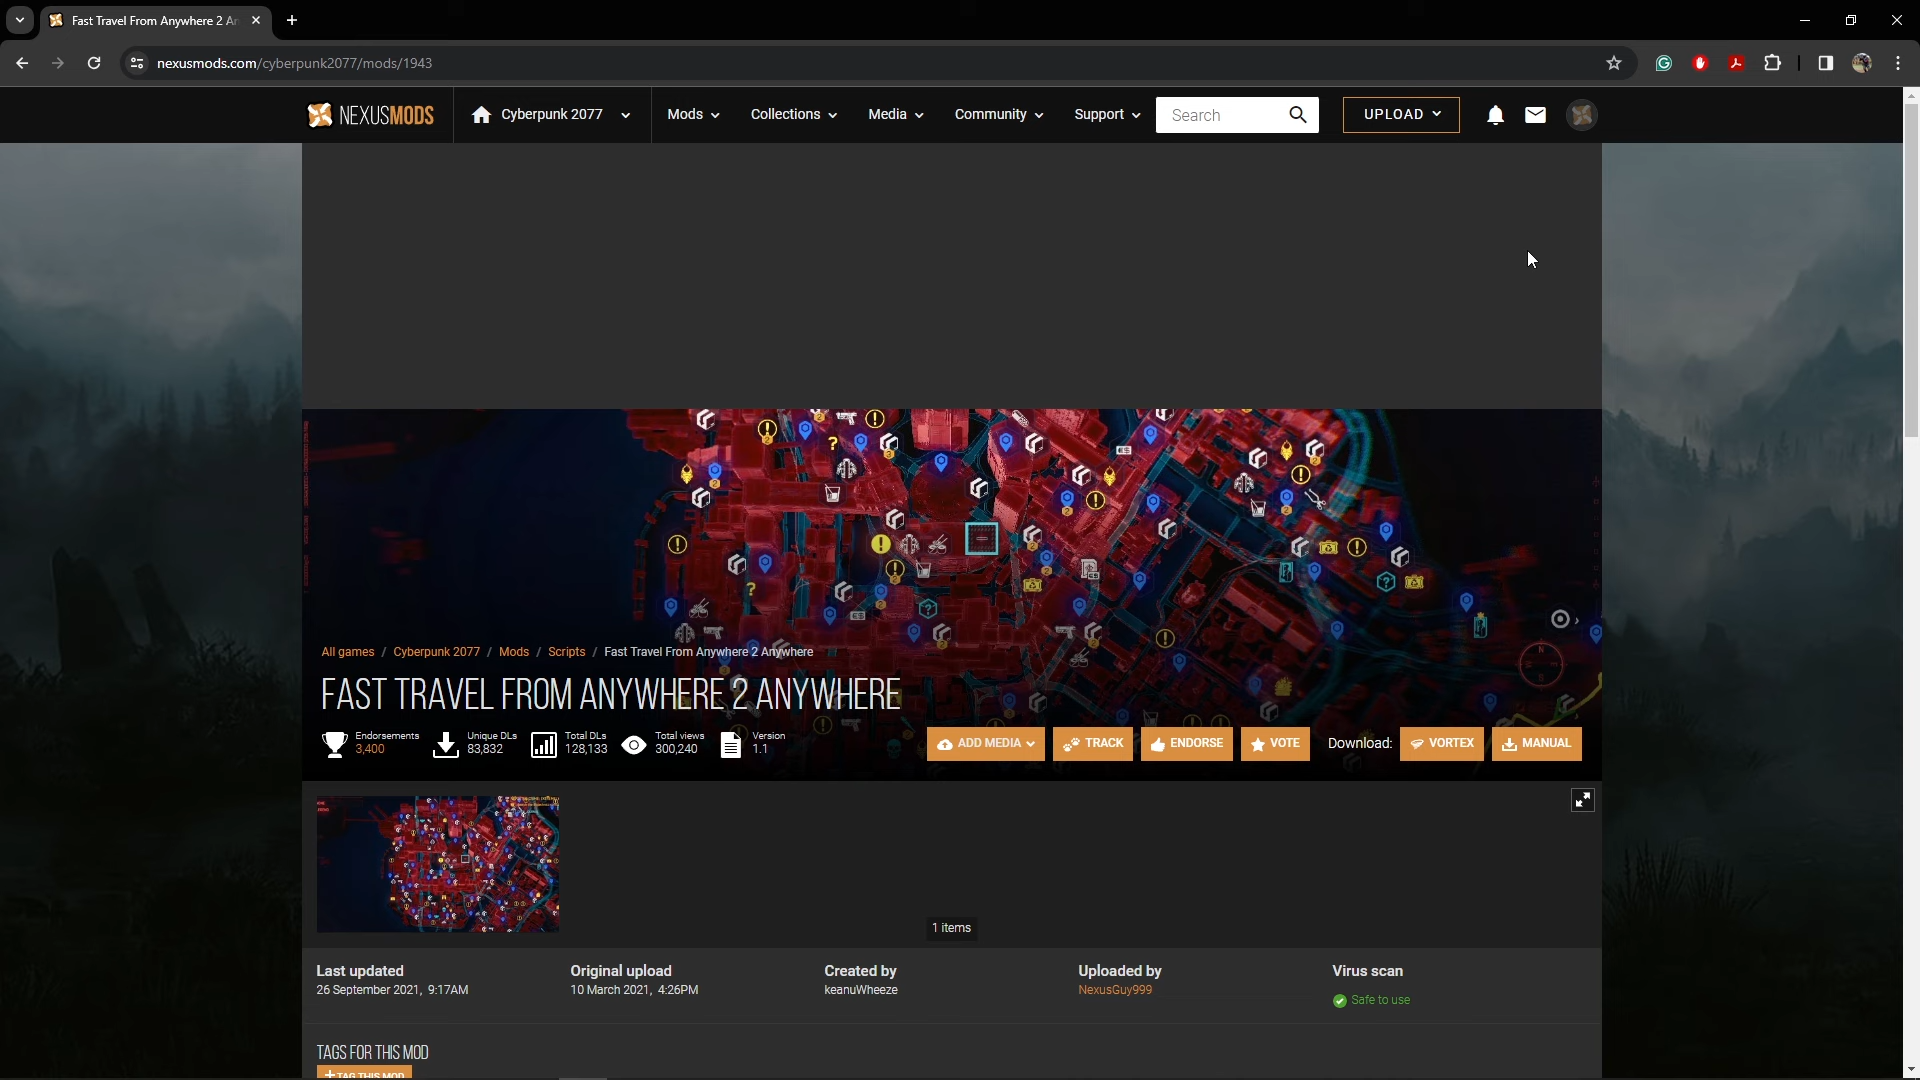 Fast Travel From Anywhere 2 An
nexusmods.com/cyberpunk2077/mods/1943
NEXUSMODS
Cyberpunk 2077
Mods
Collections
Media
Community
Support
Search
UPLOAD
All games / Cyberpunk 2077 / Mods / Scripts / Fast Travel From Anywhere 2 Anywhere
FAST TRAVEL FROM ANYWHERE 2 ANYWHERE
Endorsements
3,400
Unique DLs
83,832
Total DLs
128,133
Total views
300,240
Version
1.1
ADD MEDIA
TRACK
ENDORSE
VOTE
Download:
VORTEX
MANUAL
1 items
Last updated
26 September 2021, 9:17AM
Original upload
10 March 2021, 4:26PM
Created by
keanuWheeze
Uploaded by
NexusGuy999
Virus scan
Safe to use
TAGS FOR THIS MOD
+ TAG THIS MOD